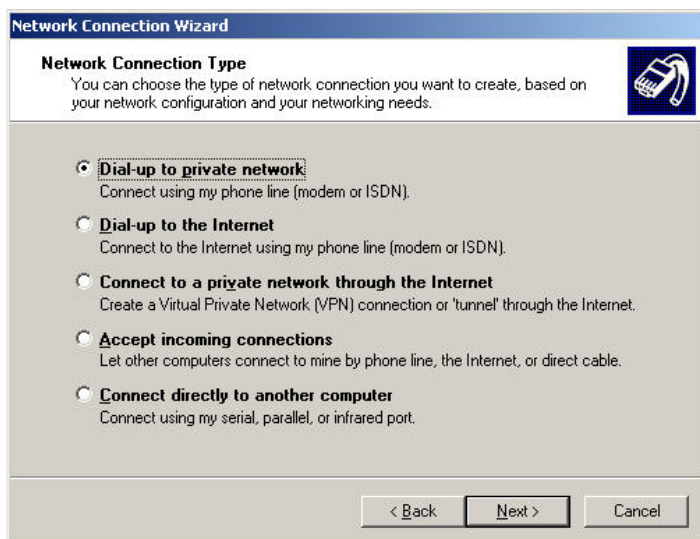 Network Connection Wizard
Network Connection Type
You can choose the type of network connection you want to create, based on
your network configuration and your networking needs.
Dial-up to private network
Connect using my phone line (modem or ISDN).
Dial-up to the Internet
Connect to the Internet using my phone line (modem or ISDN).
Connect to a private network through the Internet
Create a Virtual Private Network (VPN) connection or 'tunnel' through the Internet.
Accept incoming connections
Let other computers connect to mine by phone line, the Internet, or direct cable.
Connect directly to another computer
Connect using my serial, parallel, or infrared port.
< Back Next > Cancel